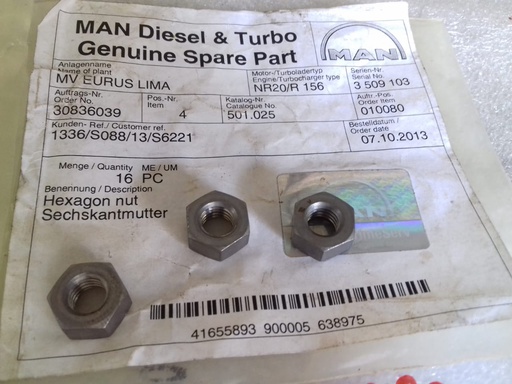 MAN Diesel & Turbo
Genuine Spare Part
MAN
Anlagenname
Name of plant
MV EURUS LIMA
Motor-/Turboladertyp
Engine/Turbocharger type
NR20/R 156
Serien-Nr.
Serial No.
3 509 103
Auftrags-Nr.
Order No.
30836039
Pos.-Nr.
Item
4
Katalog-Nr.
Catalogue No.
501.025
Auftr.-Pos.
Order item
010080
Kunden-Ref./Customer ref.
1336/S088/13/S6221
Bestelldatum /
Order date
07.10.2013
Menge / Quantity ME / UM
16 PC
Benennung / Description
Hexagon nut
Sechskantmutter
MAN
41655893 900005 638975